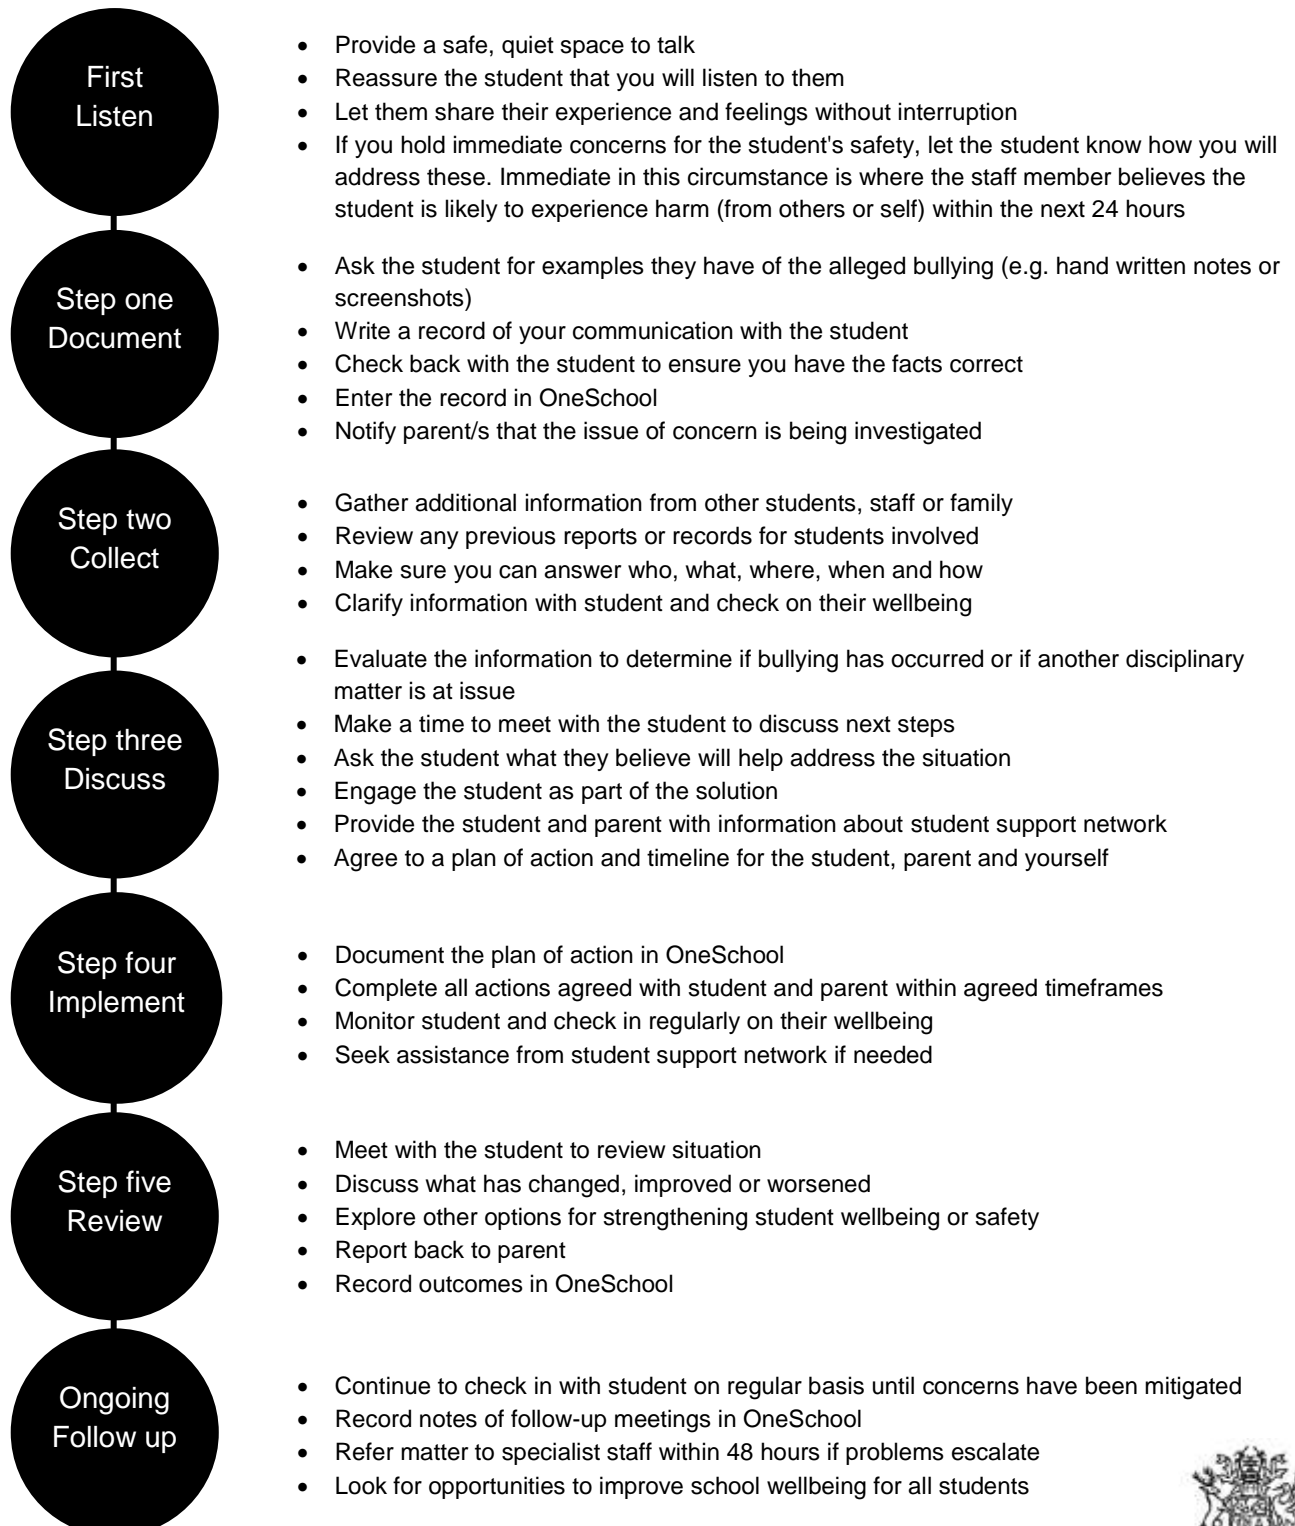 First
Listen
• Provide a safe, quiet space to talk
• Reassure the student that you will listen to them
• Let them share their experience and feelings without interruption
• If you hold immediate concerns for the student's safety, let the student know how you will
address these. Immediate in this circumstance is where the staff member believes the
student is likely to experience harm (from others or self) within the next 24 hours
Step one
Document
• Ask the student for examples they have of the alleged bullying (e.g. hand written notes or
screenshots)
• Write a record of your communication with the student
• Check back with the student to ensure you have the facts correct
• Enter the record in OneSchool
• Notify parent/s that the issue of concern is being investigated
Step two
Collect
• Gather additional information from other students, staff or family
• Review any previous reports or records for students involved
• Make sure you can answer who, what, where, when and how
• Clarify information with student and check on their wellbeing
Step three
Discuss
• Evaluate the information to determine if bullying has occurred or if another disciplinary
matter is at issue
• Make a time to meet with the student to discuss next steps
• Ask the student what they believe will help address the situation
• Engage the student as part of the solution
• Provide the student and parent with information about student support network
• Agree to a plan of action and timeline for the student, parent and yourself
Step four
Implement
• Document the plan of action in OneSchool
• Complete all actions agreed with student and parent within agreed timeframes
• Monitor student and check in regularly on their wellbeing
• Seek assistance from student support network if needed
Step five
Review
• Meet with the student to review situation
• Discuss what has changed, improved or worsened
• Explore other options for strengthening student wellbeing or safety
• Report back to parent
• Record outcomes in OneSchool
Ongoing
Follow up
• Continue to check in with student on regular basis until concerns have been mitigated
• Record notes of follow-up meetings in OneSchool
• Refer matter to specialist staff within 48 hours if problems escalate
• Look for opportunities to improve school wellbeing for all students